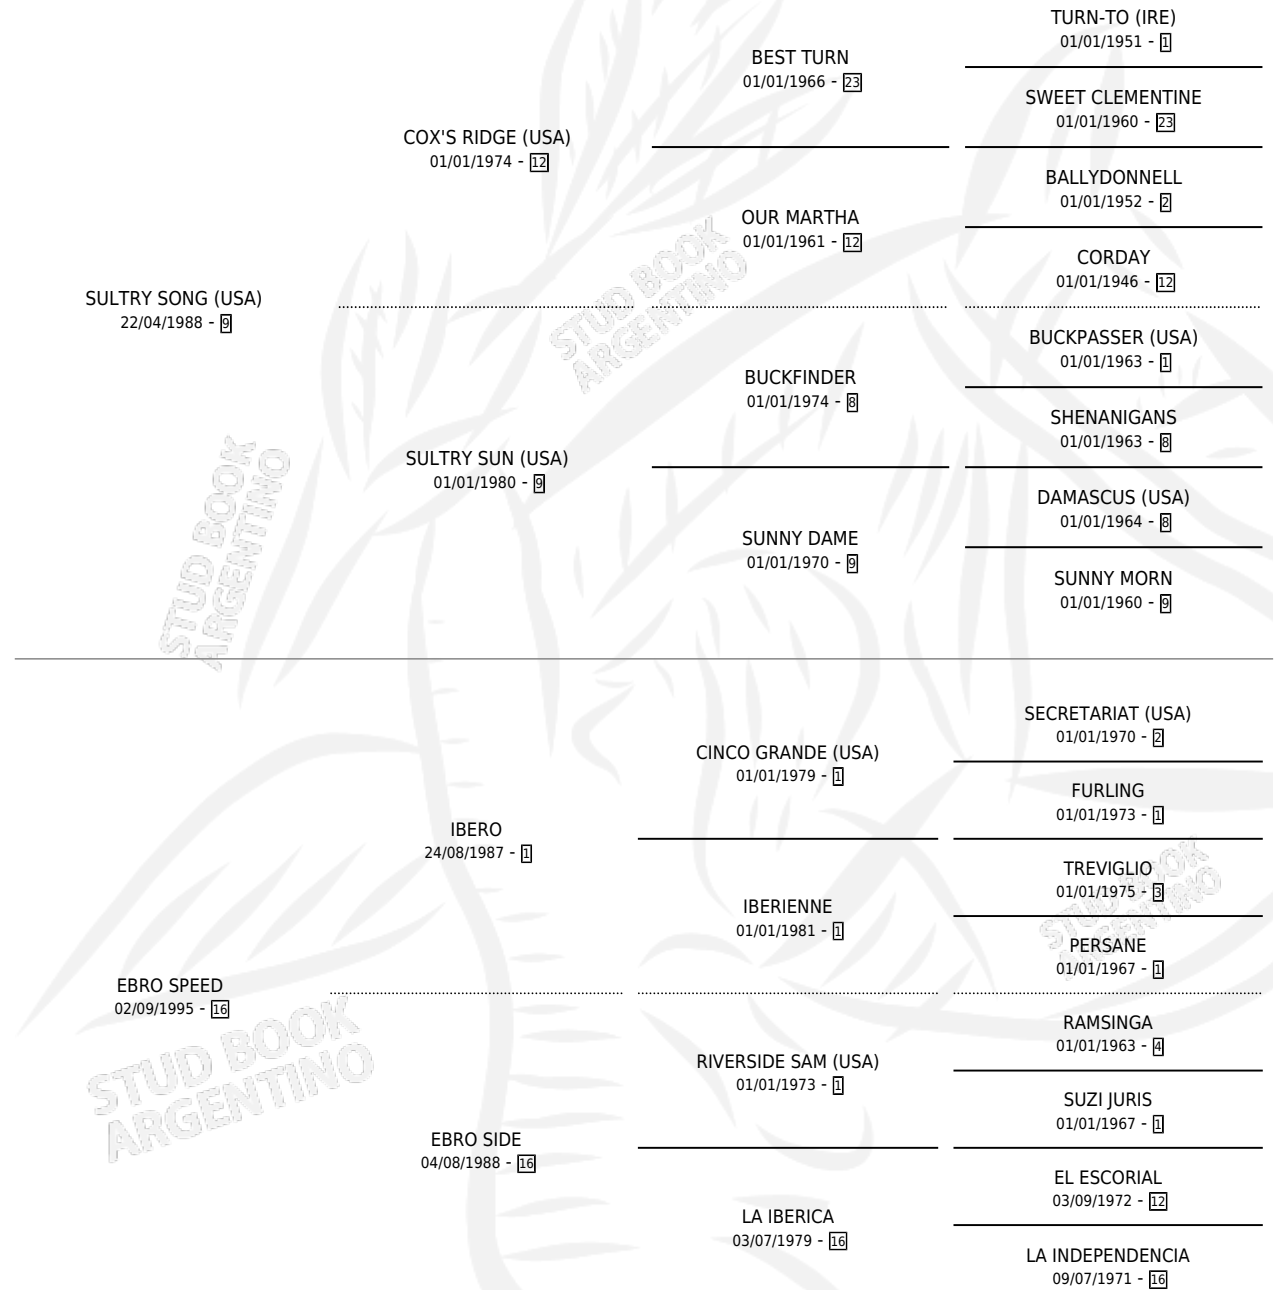 TURN-TO (IRE)
01/01/1951 - 1
BEST TURN
01/01/1966 - 23
SWEET CLEMENTINE
01/01/1960 - 23
COX'S RIDGE (USA)
01/01/1974 - 12
BALLYDONNELL
01/01/1952 - 2
OUR MARTHA
01/01/1961 - 12
CORDAY
01/01/1946 - 12
SULTRY SONG (USA)
22/04/1988 - 9
BUCKPASSER (USA)
01/01/1963 - 1
BUCKFINDER
01/01/1974 - 8
SHENANIGANS
01/01/1963 - 8
SULTRY SUN (USA)
01/01/1980 - 9
DAMASCUS (USA)
01/01/1964 - 8
SUNNY DAME
01/01/1970 - 9
SUNNY MORN
01/01/1960 - 9
STUD BOOK
ARGENTINO
STUD BOOK
ARGENTINO
SECRETARIAT (USA)
01/01/1970 - 2
CINCO GRANDE (USA)
01/01/1979 - 1
FURLING
01/01/1973 - 1
IBERO
24/08/1987 - 1
TREVIGLIO
01/01/1975 - 3
IBERIENNE
01/01/1981 - 1
PERSANE
01/01/1967 - 1
EBRO SPEED
02/09/1995 - 16
RAMSINGA
01/01/1963 - 4
RIVERSIDE SAM (USA)
01/01/1973 - 1
SUZI JURIS
01/01/1967 - 1
EBRO SIDE
04/08/1988 - 16
EL ESCORIAL
03/09/1972 - 12
LA IBERICA
03/07/1979 - 16
LA INDEPENDENCIA
09/07/1971 - 16
STUD BOOK
ARGENTINO
STUD BOOK
ARGENTINO